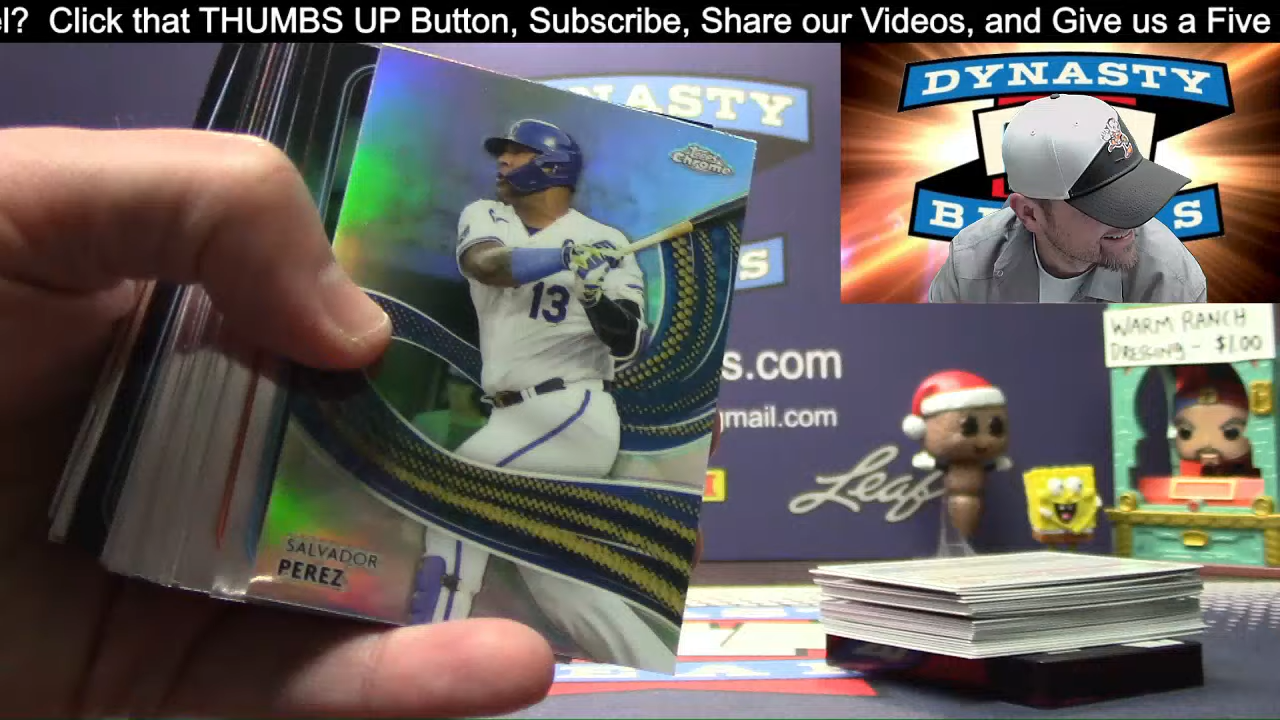 el?  Click that THUMBS UP Button, Subscribe, Share our Videos, and Give us a Five
DYNASTY
B S
NASTY
S
Topps
Chrome
13
SALVADOR
PEREZ
s.com
gmail.com
Leaf
WARM RANCH
DRESSING - $1.00